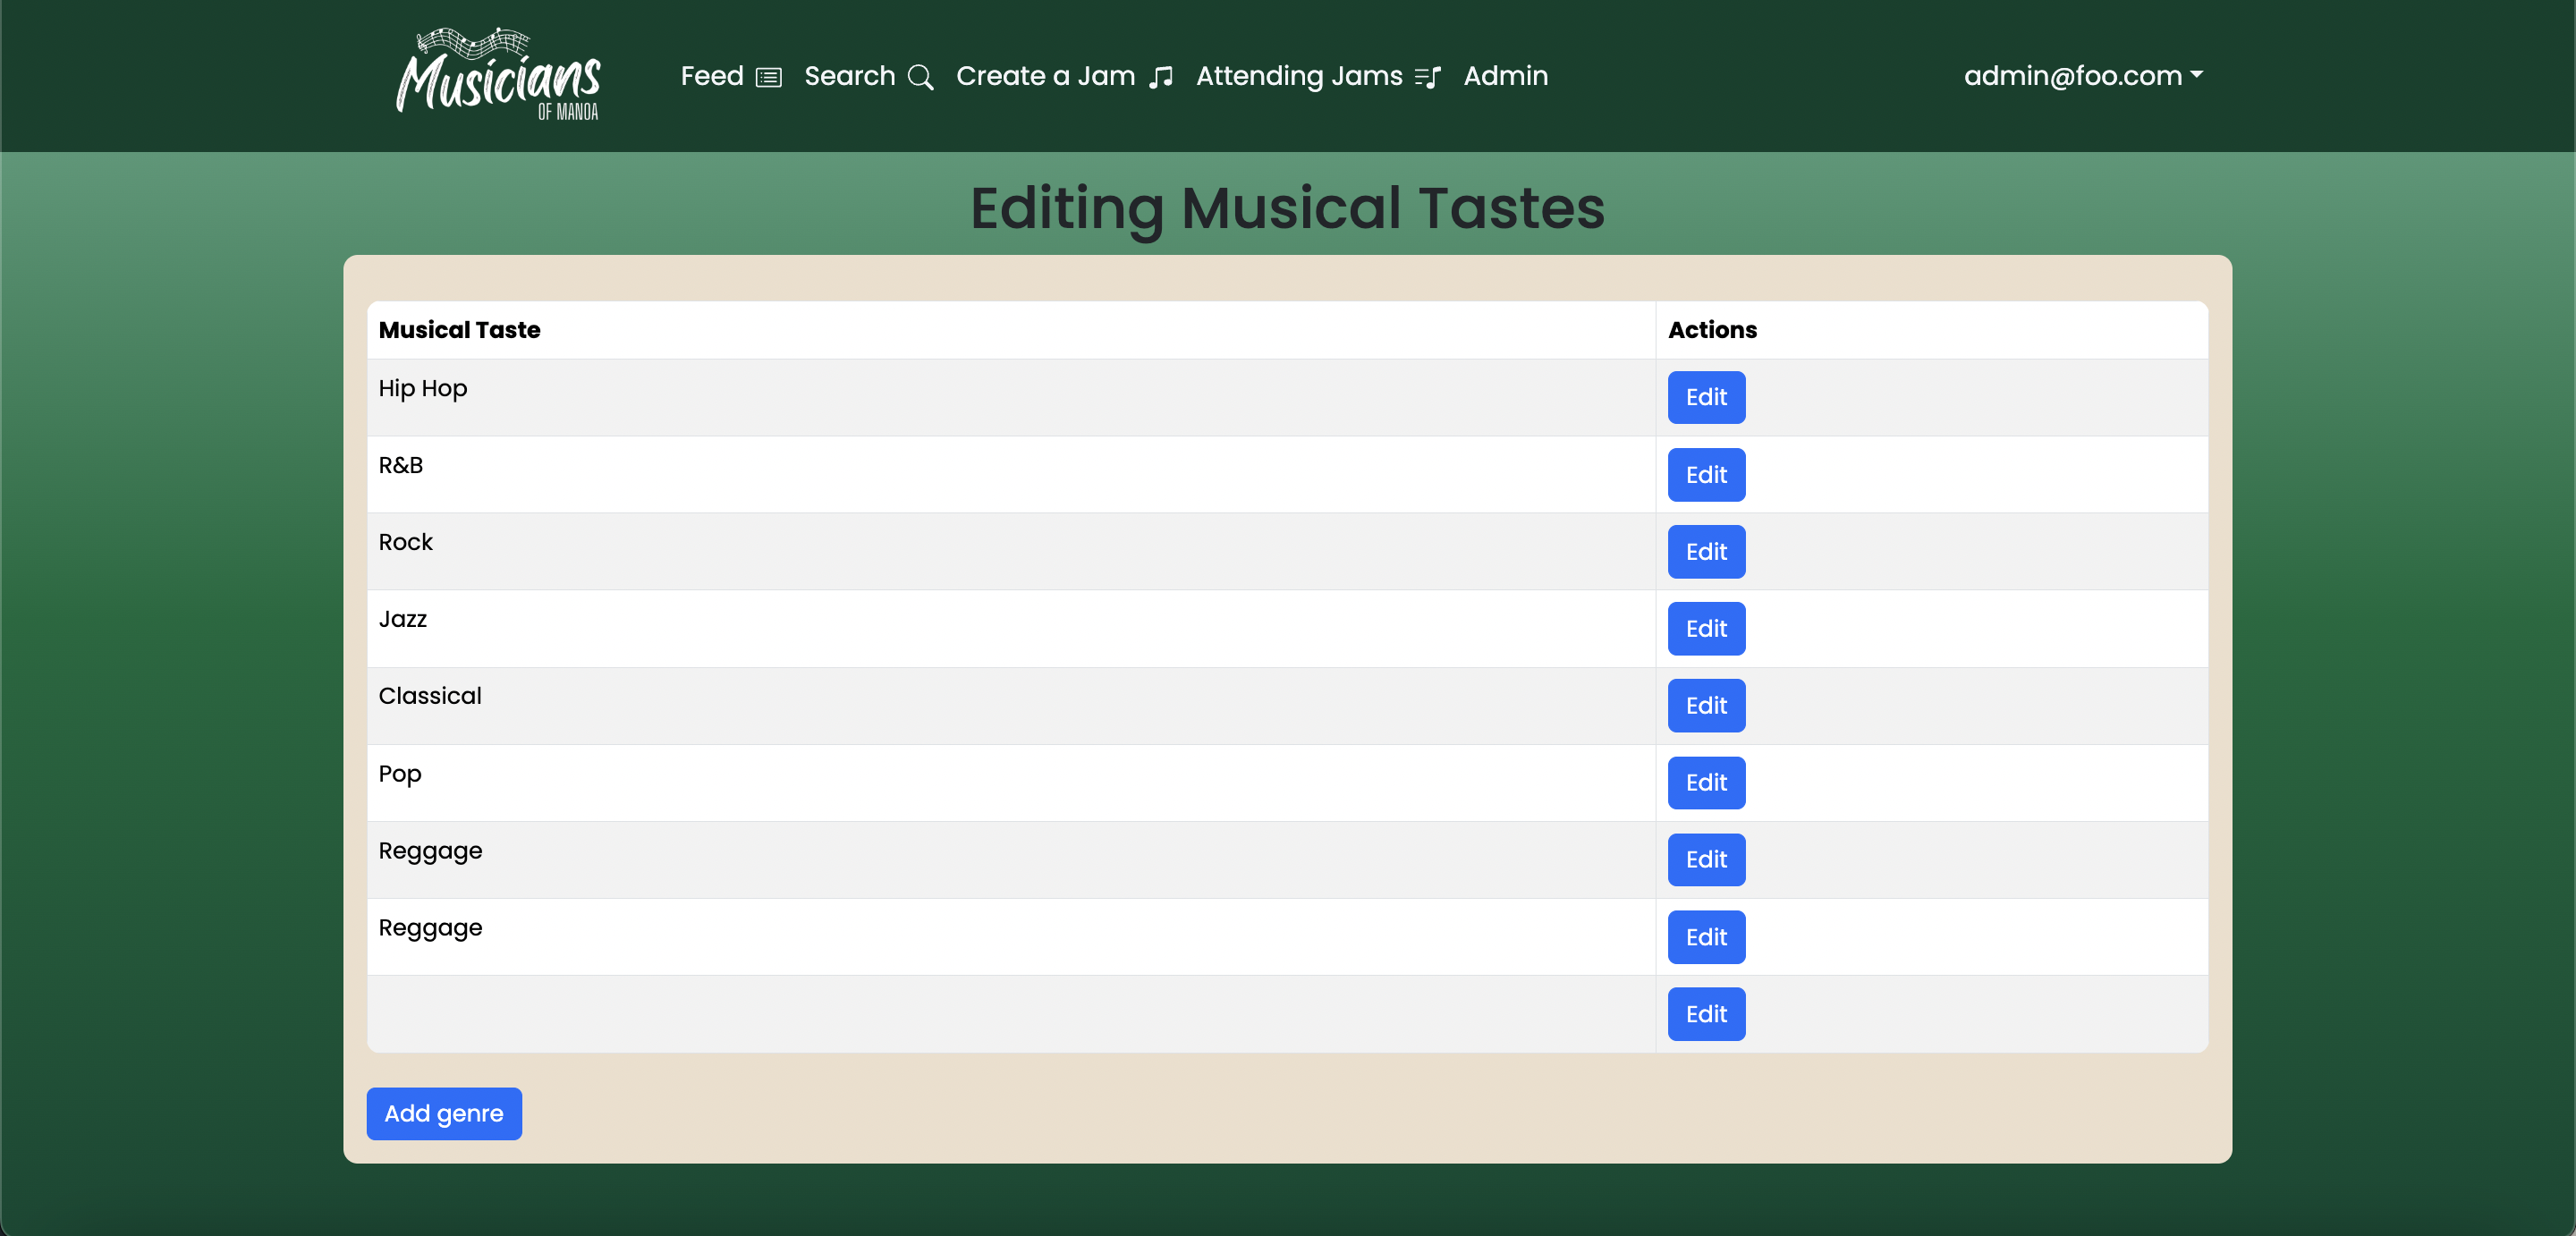 Musicians
OF MANOA
Feed Search Create a Jam Attending Jams Admin admin@foo.com
Editing Musical Tastes
Musical Taste Actions
Hip Hop Edit
R&B Edit
Rock Edit
Jazz Edit
Classical Edit
Pop Edit
Reggage Edit
Reggage Edit
Edit
Add genre